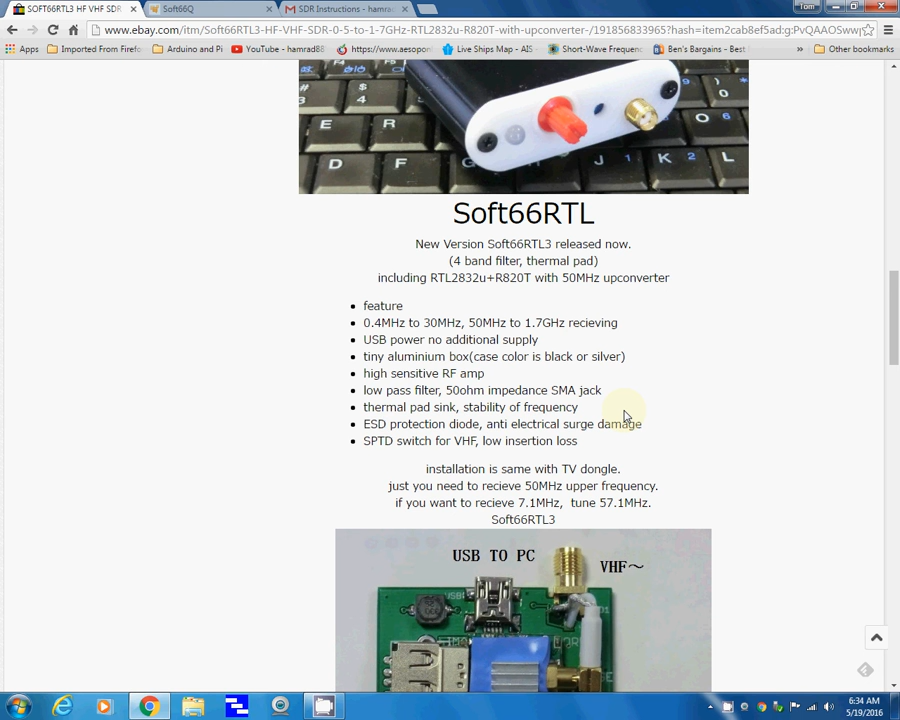 SOFT66RTL3 HF VHF SDR
Soft66Q
SDR Instructions - hamrad
Tom
www.ebay.com/itm/Soft66RTL3-HF-VHF-SDR-0-5-to-1-7GHz-RTL2832u-R820T-with-upconverter-/191856833965?hash=item2cab8ef5ad:g:PvQAAOSwwp
Apps
Imported From Firefo
Arduino and Pi
YouTube - hamrad88
https://www.aesopont
Live Ships Map - AIS -
Short-Wave Frequenc
Ben's Bargains - Best
»
Other bookmarks
$
4
E R O 6
D F G J 1 K 2 L
Soft66RTL
New Version Soft66RTL3 released now.
(4 band filter, thermal pad)
including RTL2832u+R820T with 50MHz upconverter
• feature
• 0.4MHz to 30MHz, 50MHz to 1.7GHz recieving
• USB power no additional supply
• tiny aluminium box(case color is black or silver)
• high sensitive RF amp
• low pass filter, 50ohm impedance SMA jack
• thermal pad sink, stability of frequency
• ESD protection diode, anti electrical surge damage
• SPTD switch for VHF, low insertion loss
installation is same with TV dongle.
just you need to recieve 50MHz upper frequency.
if you want to recieve 7.1MHz, tune 57.1MHz.
Soft66RTL3
USB TO PC
VHF～
6:34 AM
5/19/2016